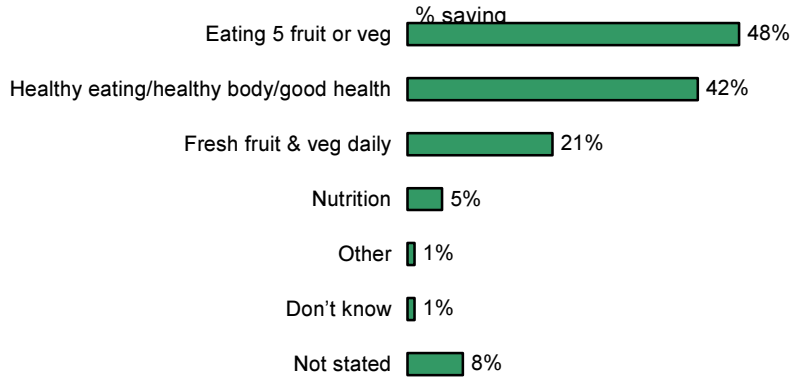 % saying
Eating 5 fruit or veg 48%
Healthy eating/healthy body/good health 42%
Fresh fruit & veg daily 21%
Nutrition 5%
Other 1%
Don't know 1%
Not stated 8%